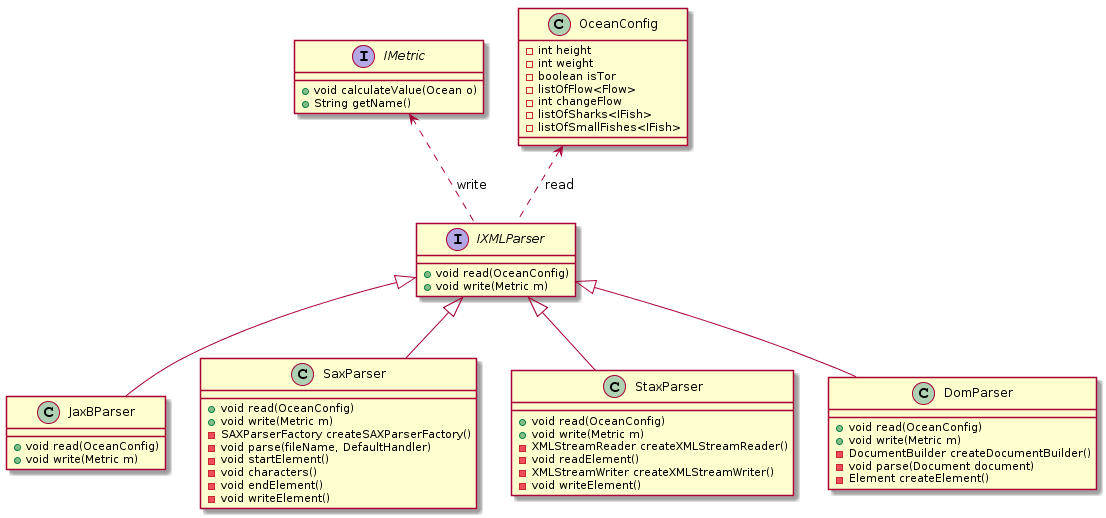 C OceanConfig
int height
int weight
boolean isTor
listOfFlow<Flow>
int changeFlow
listOfSharks<IFish>
listOfSmallFishes<IFish>
I IMetric
void calculateValue(Ocean o)
String getName()
write
read
I IXMLParser
void read(OceanConfig)
void write(Metric m)
C JaxBParser
void read(OceanConfig)
void write(Metric m)
C SaxParser
void read(OceanConfig)
void write(Metric m)
SAXParserFactory createSAXParserFactory()
void parse(fileName, DefaultHandler)
void startElement()
void characters()
void endElement()
void writeElement()
C StaxParser
void read(OceanConfig)
void write(Metric m)
XMLStreamReader createXMLStreamReader()
void readElement()
XMLStreamWriter createXMLStreamWriter()
void writeElement()
C DomParser
void read(OceanConfig)
void write(Metric m)
DocumentBuilder createDocumentBuilder()
void parse(Document document)
Element createElement()